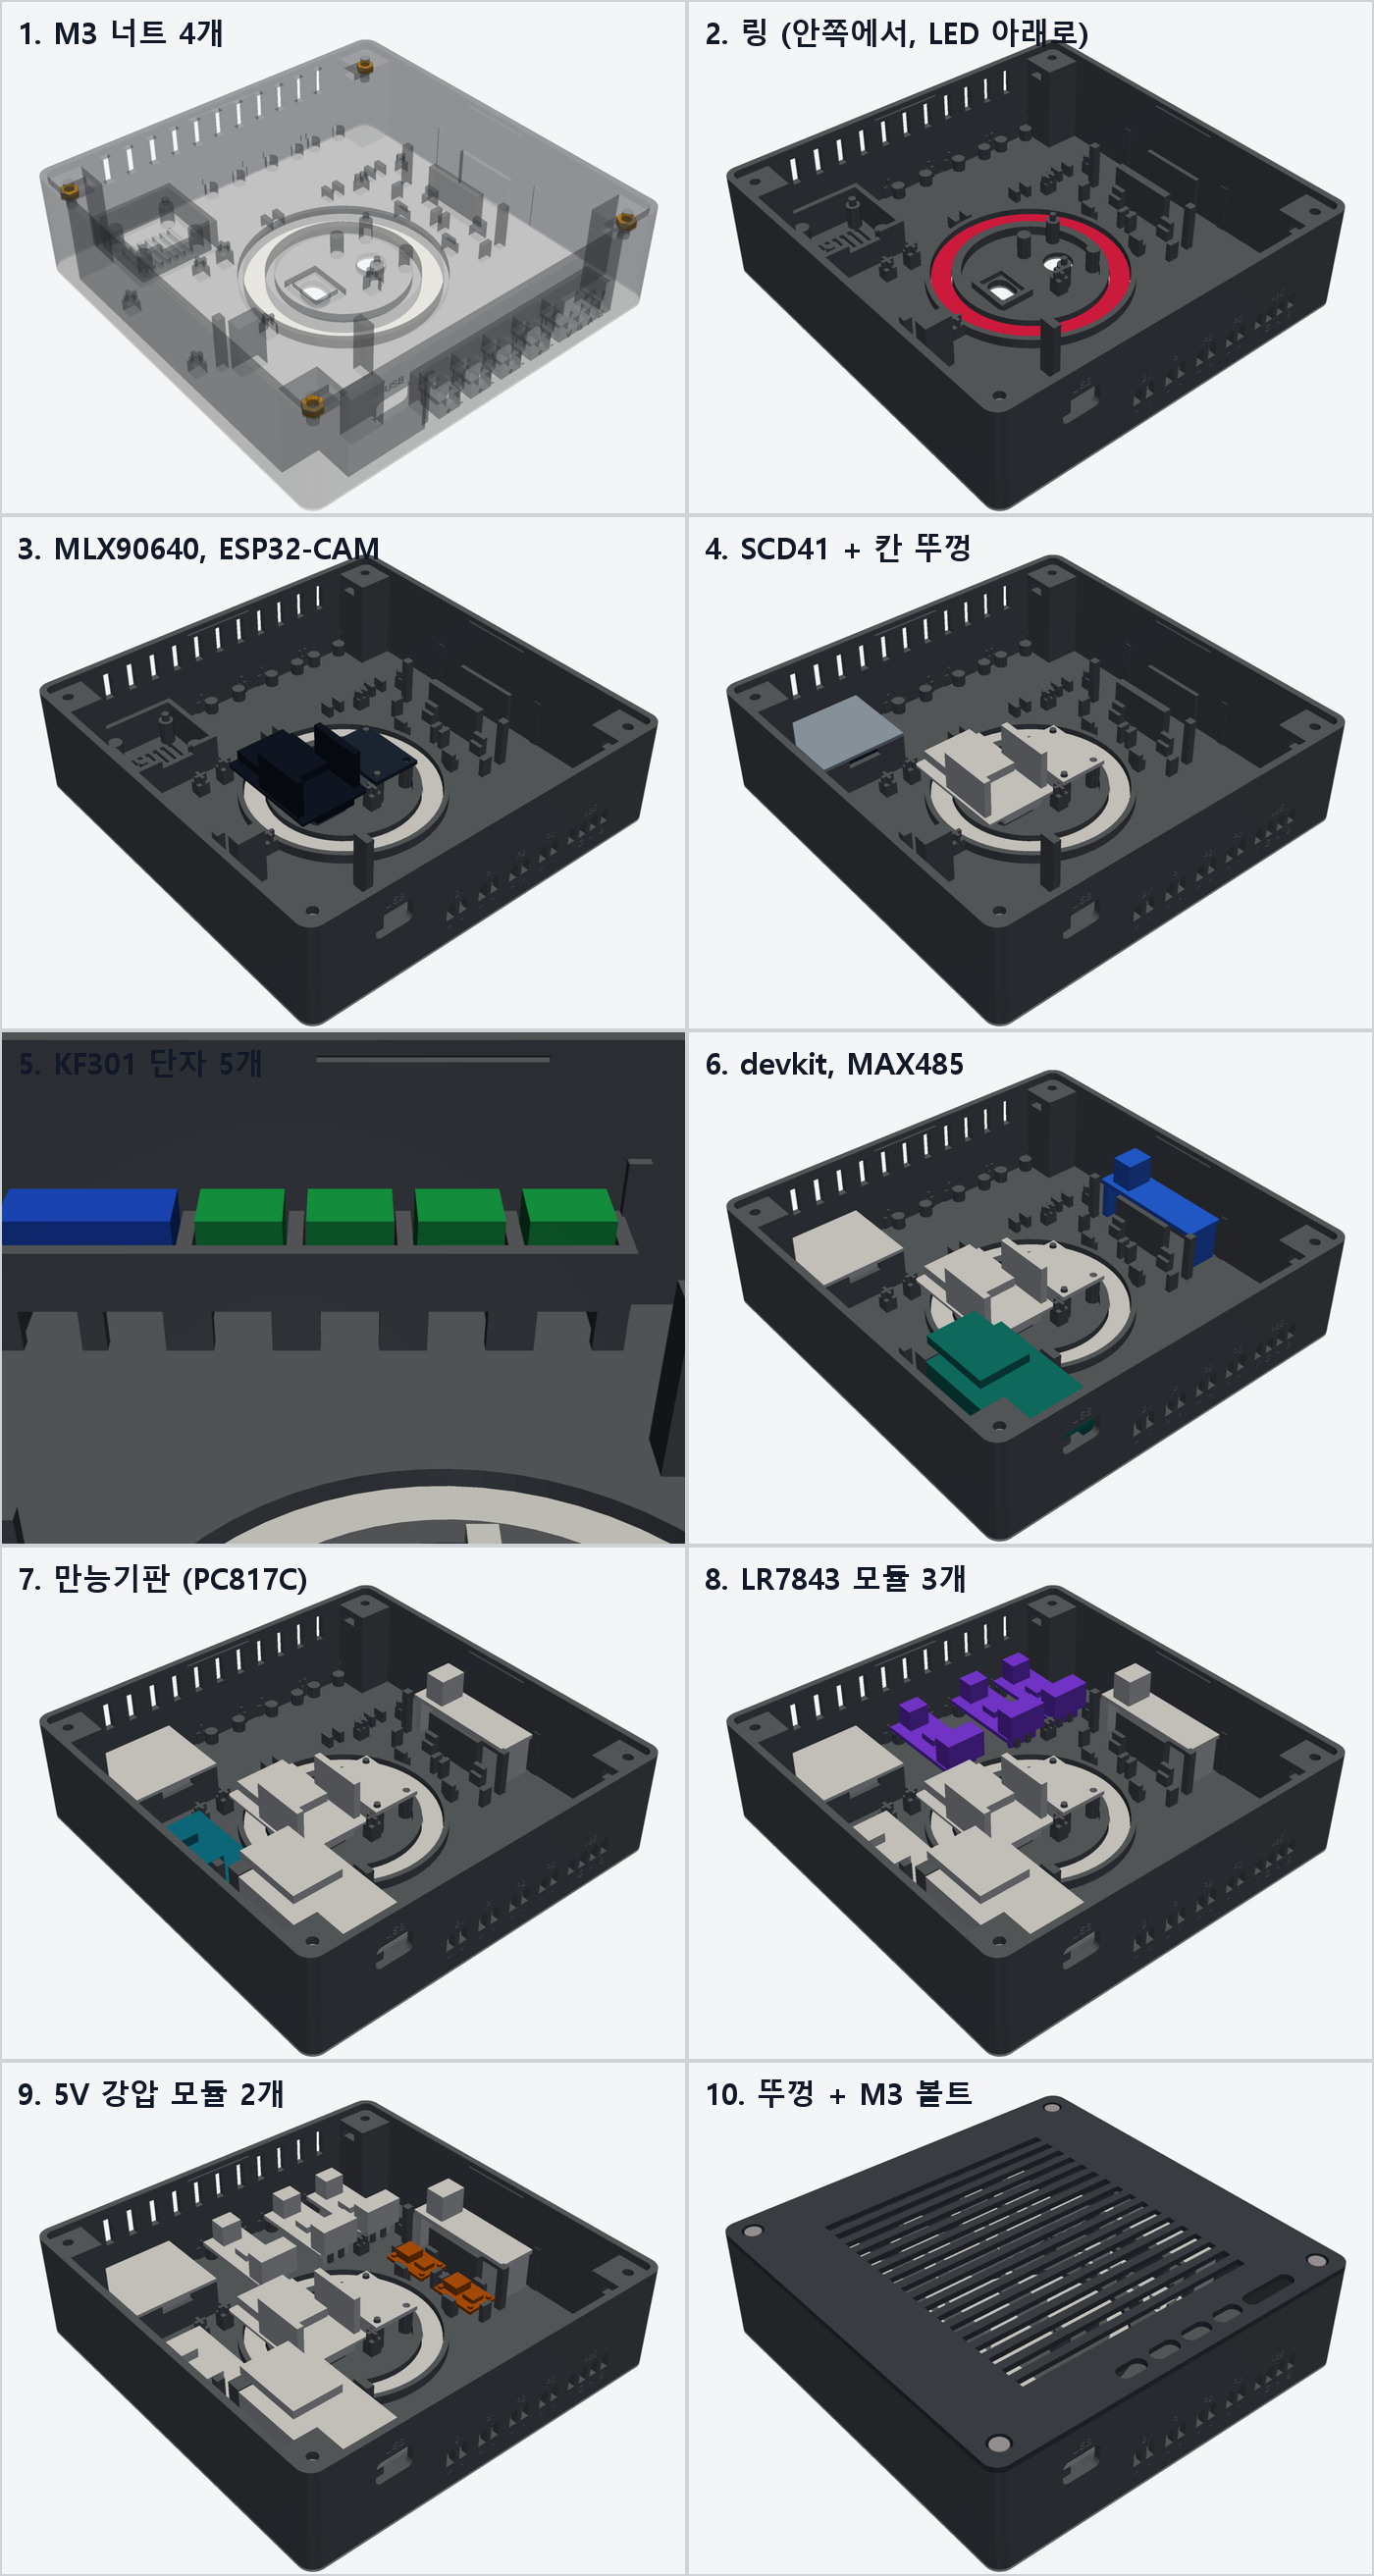 1. M3 너트 4개
2. 링 (안쪽에서, LED 아래로)
USB
3. MLX90640, ESP32-CAM
4. SCD41 + 칸 뚜껑
5. KF301 단자 5개
6. devkit, MAX485
7. 만능기판 (PC817C)
8. LR7843 모듈 3개
9. 5V 강압 모듈 2개
10. 뚜껑 + M3 볼트